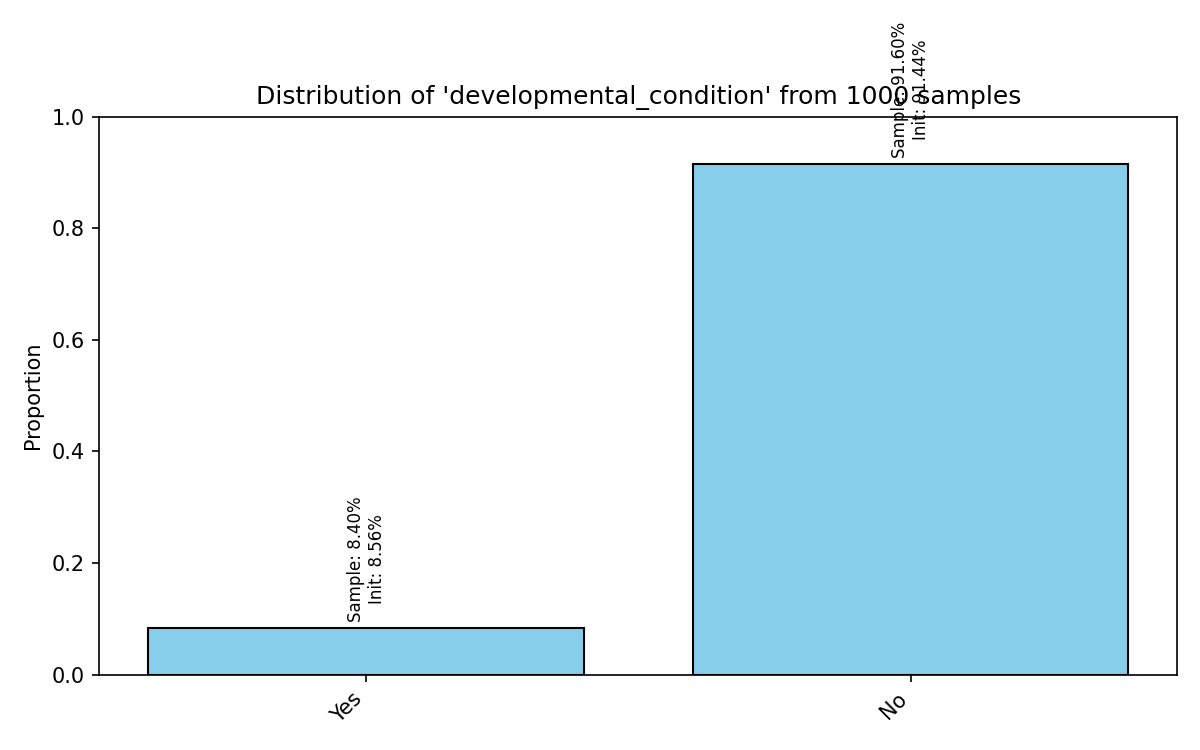 Distribution of 'developmental_condition' from 1000 samples
Sample: 91.60%
Init: 91.44%
1.0
0.8
0.6
0.4
0.2
0.0
Proportion
Sample: 8.40%
Init: 8.56%
Yes
No